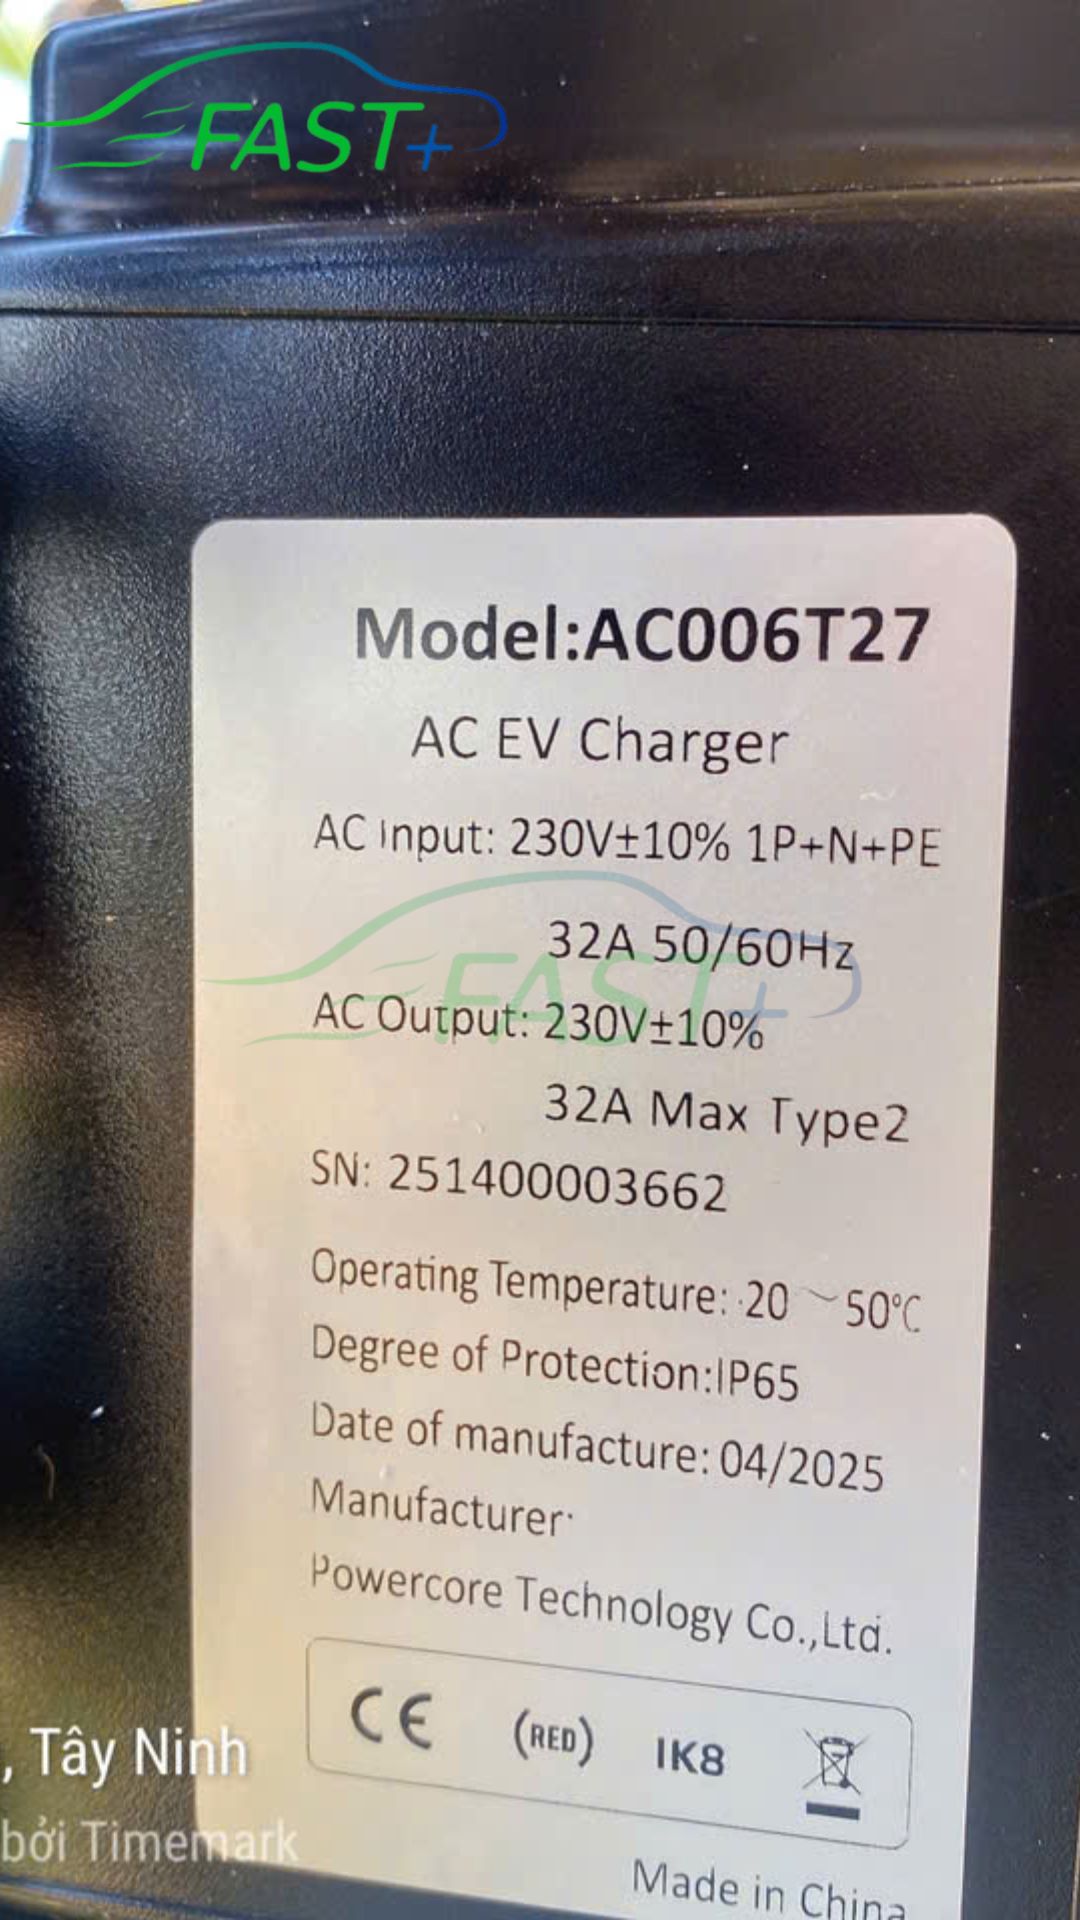 FAST+
Model:AC006T27
AC EV Charger
AC Input: 230V±10% 1P+N+PE
32A 50/60Hz
FAST+
AC Output: 230V±10%
32A Max Type2
SN: 251400003662
Operating Temperature: -20 ~ 50℃
Degree of Protection:IP65
Date of manufacture: 04/2025
Manufacturer:
Powercore Technology Co.,Ltd.
CE (RED) IK8
, Tây Ninh
bởi Timemark
Made in China